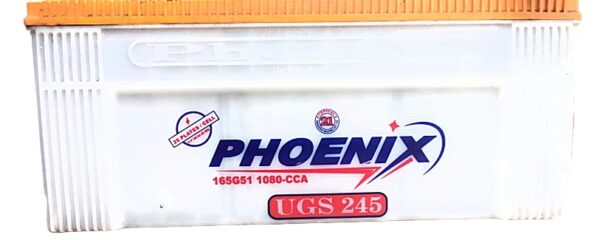 25 PLATES / CELL
PHOENIX
165G51 1080-CCA
UGS 245